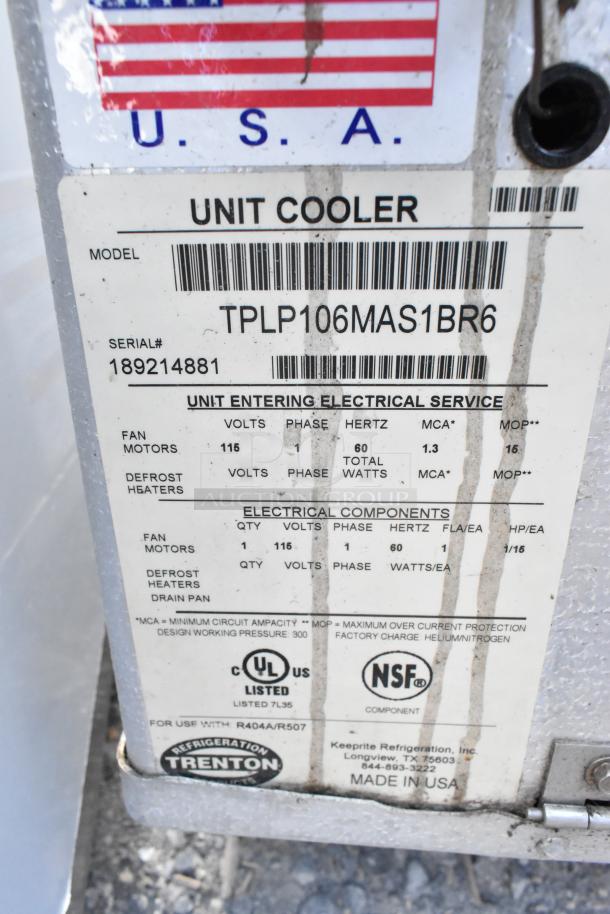 U. S. A.
UNIT COOLER
MODEL
TPLP106MAS1BR6
SERIAL#
189214881
UNIT ENTERING ELECTRICAL SERVICE
VOLTS PHASE HERTZ MCA* MOP**
FAN MOTORS 115 1 60 1.3 15
TOTAL
VOLTS PHASE WATTS MCA* MOP**
DEFROST HEATERS
ELECTRICAL COMPONENTS
QTY VOLTS PHASE HERTZ FLA/EA HP/EA
FAN MOTORS 1 115 1 60 1 1/15
QTY VOLTS PHASE WATTS/EA
DEFROST HEATERS
DRAIN PAN
*MCA = MINIMUM CIRCUIT AMPACITY ** MOP = MAXIMUM OVER CURRENT PROTECTION
DESIGN WORKING PRESSURE: 300 FACTORY CHARGE: HELIUM/NITROGEN
C UL US
LISTED
LISTED 7L35
NSF®
COMPONENT
FOR USE WITH: R404A/R507
REFRIGERATION
TRENTON
Keeprite Refrigeration, Inc.
Longview, TX 75603
844-893-3222
MADE IN USA
AUCTION GROUP